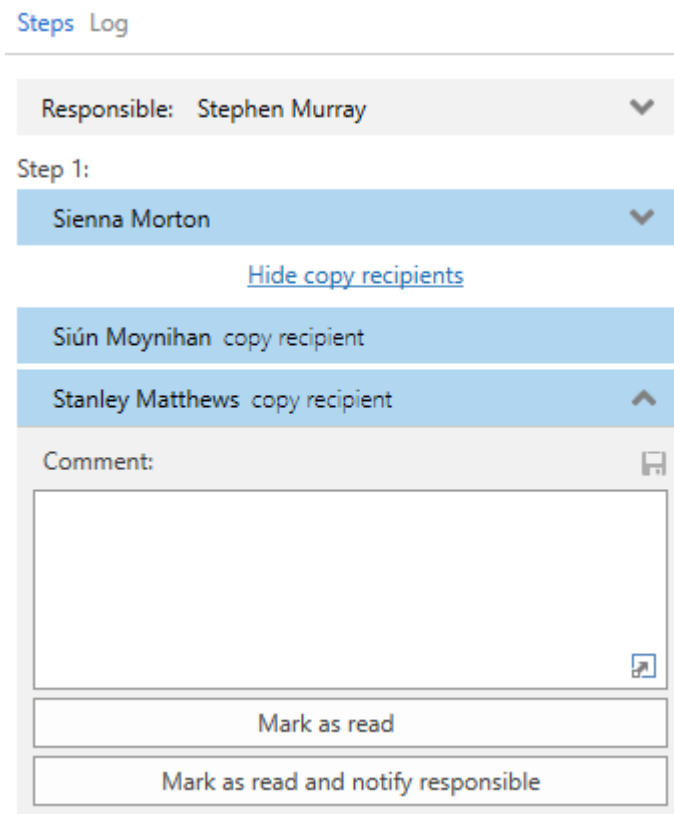 Steps Log
Responsible: Stephen Murray
Step 1:
Sienna Morton
Hide copy recipients
Siún Moynihan copy recipient
Stanley Matthews copy recipient
Comment:
Mark as read
Mark as read and notify responsible